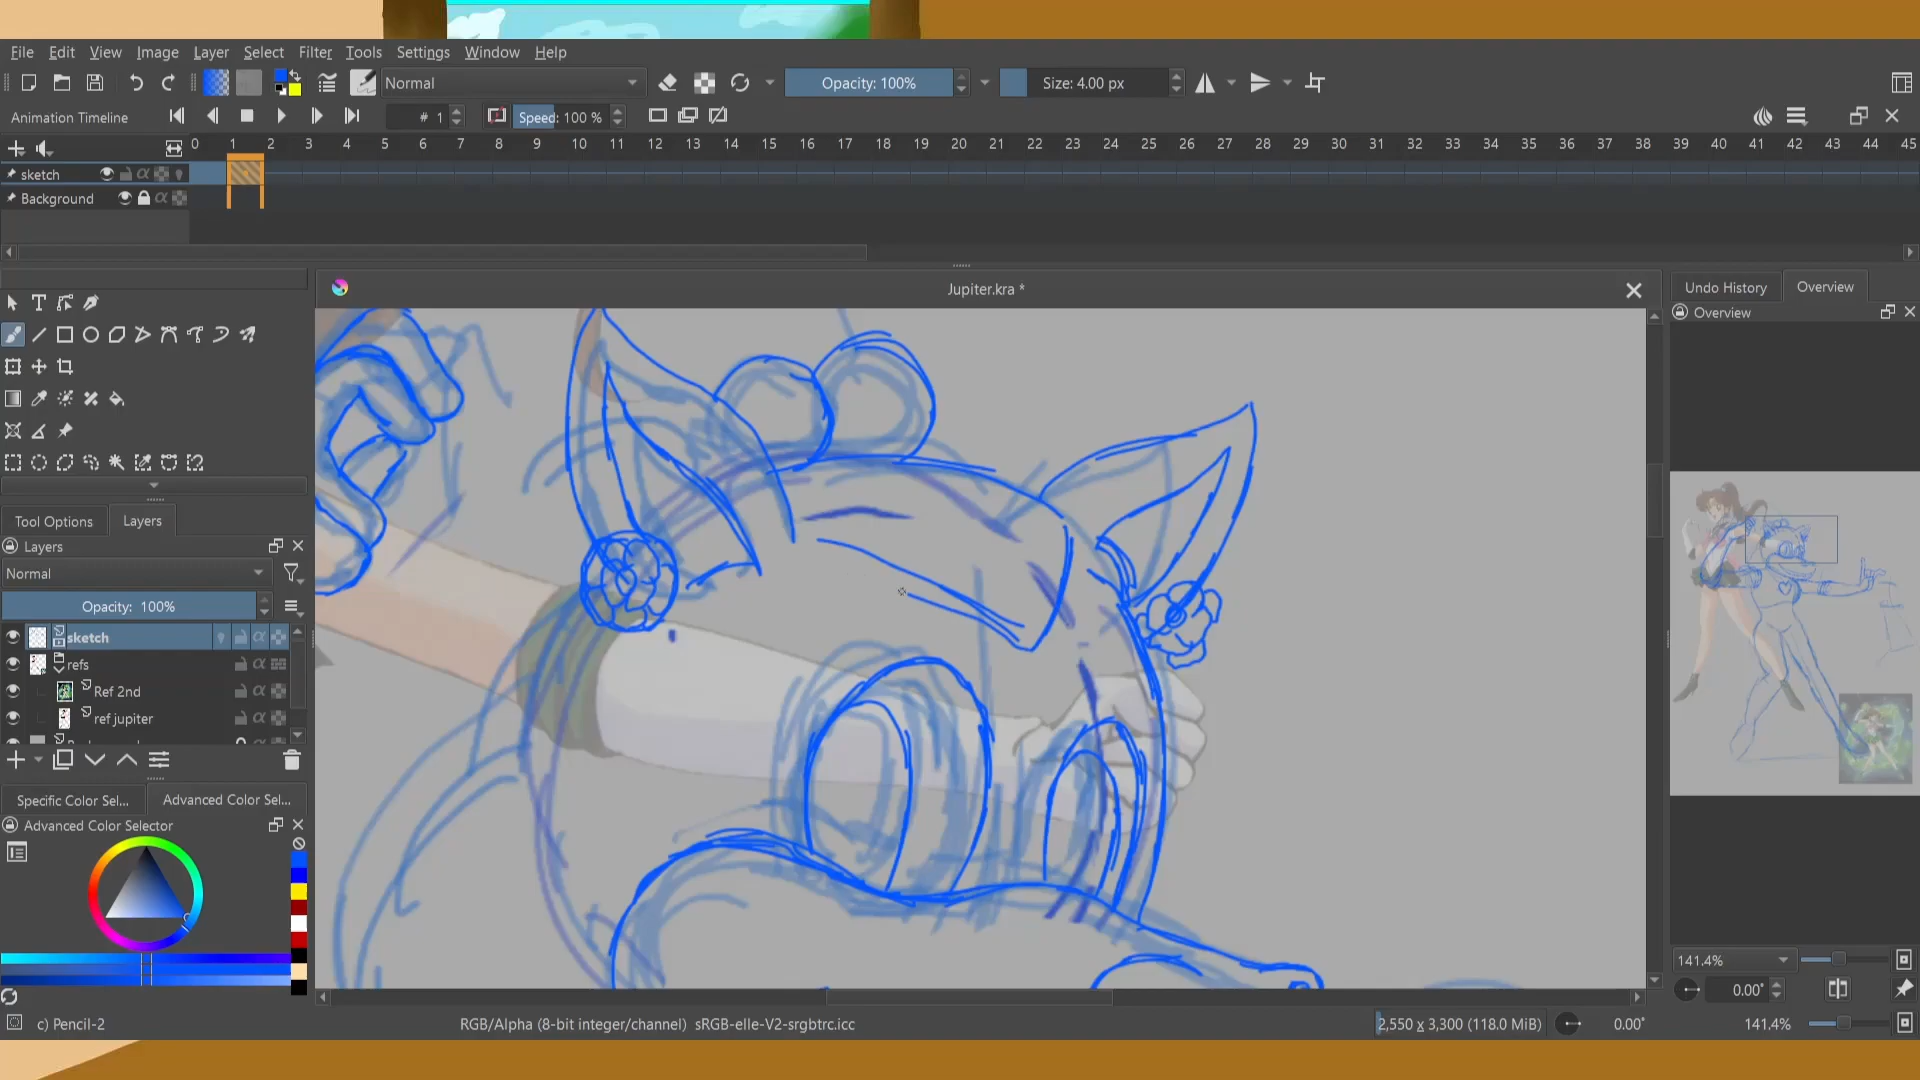 File Edit View Image Layer Select Filter Tools Settings Window Help
Normal Opacity: 100% Size: 4.00 px
Animation Timeline # 1 Speed: 100 %
0 1 2 3 4 5 6 7 8 9 10 11 12 13 14 15 16 17 18 19 20 21 22 23 24 25 26 27 28 29 30 31 32 33 34 35 36 37 38 39 40 41 42 43 44 45
sketch
Background
Jupiter.kra *
Undo History Overview
Overview
Tool Options Layers
Layers
Normal
Opacity: 100%
sketch
refs
Ref 2nd
ref jupiter
Specific Color Sel... Advanced Color Sel...
Advanced Color Selector
141.4%
0.00°
c) Pencil-2 RGB/Alpha (8-bit integer/channel) sRGB-elle-V2-srgbtrc.icc 2,550 x 3,300 (118.0 MiB) 0.00° 141.4%